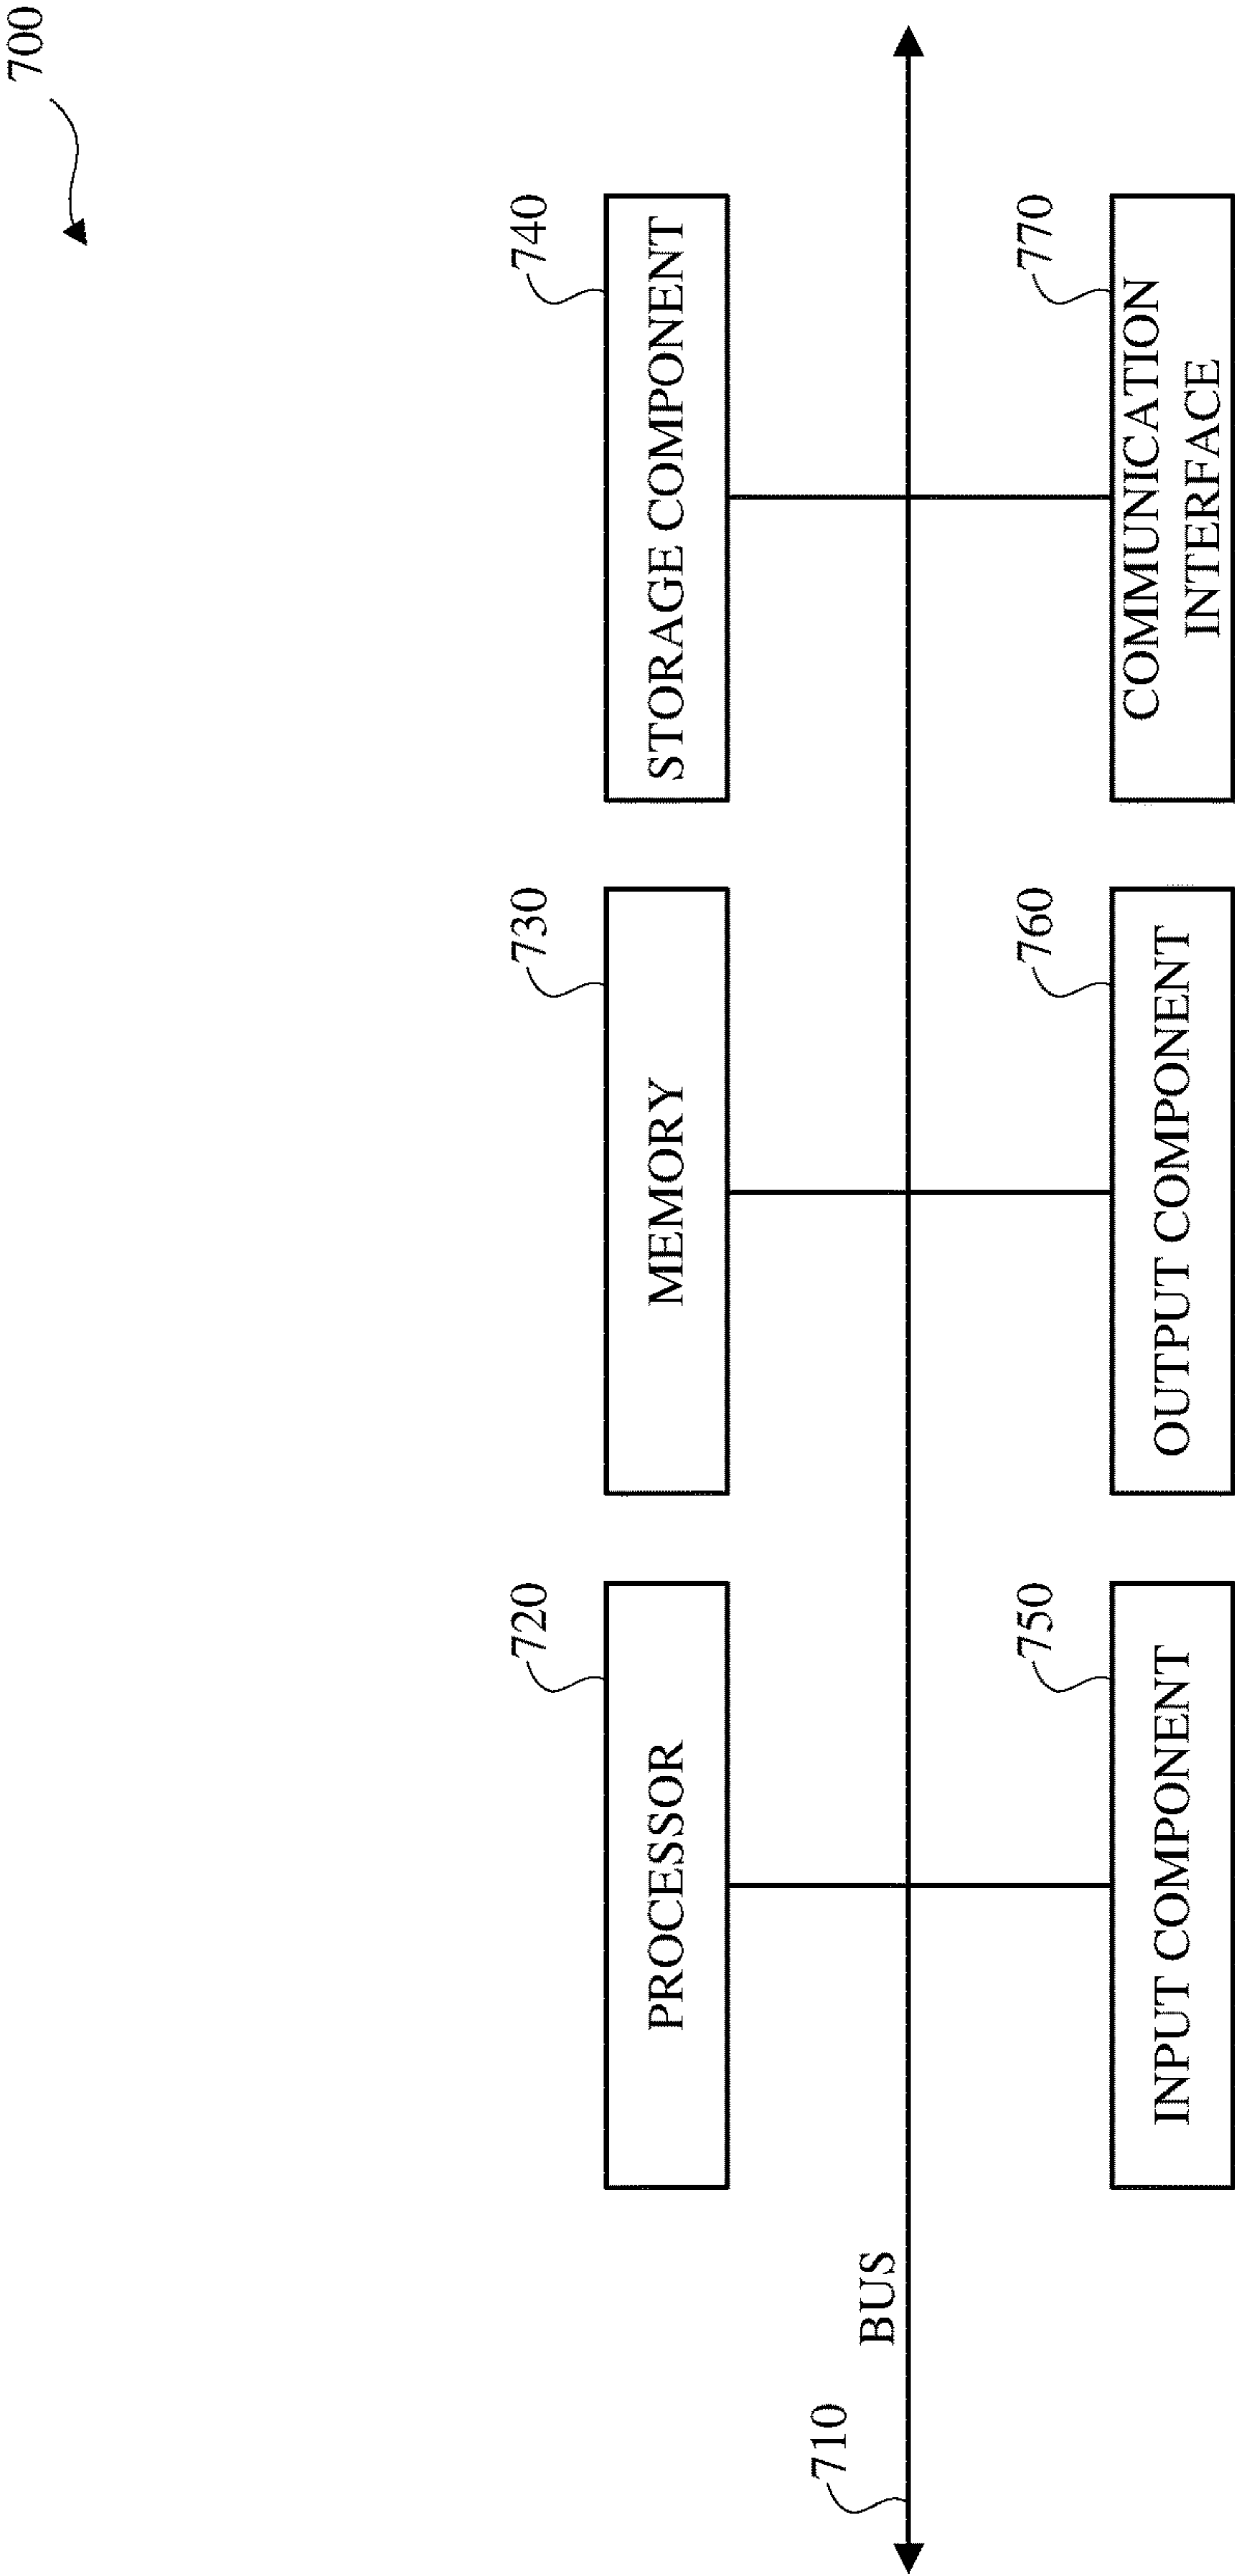 700
720
PROCESSOR
730
MEMORY
740
STORAGE COMPONENT
710
BUS
750
INPUT COMPONENT
760
OUTPUT COMPONENT
770
COMMUNICATION
INTERFACE